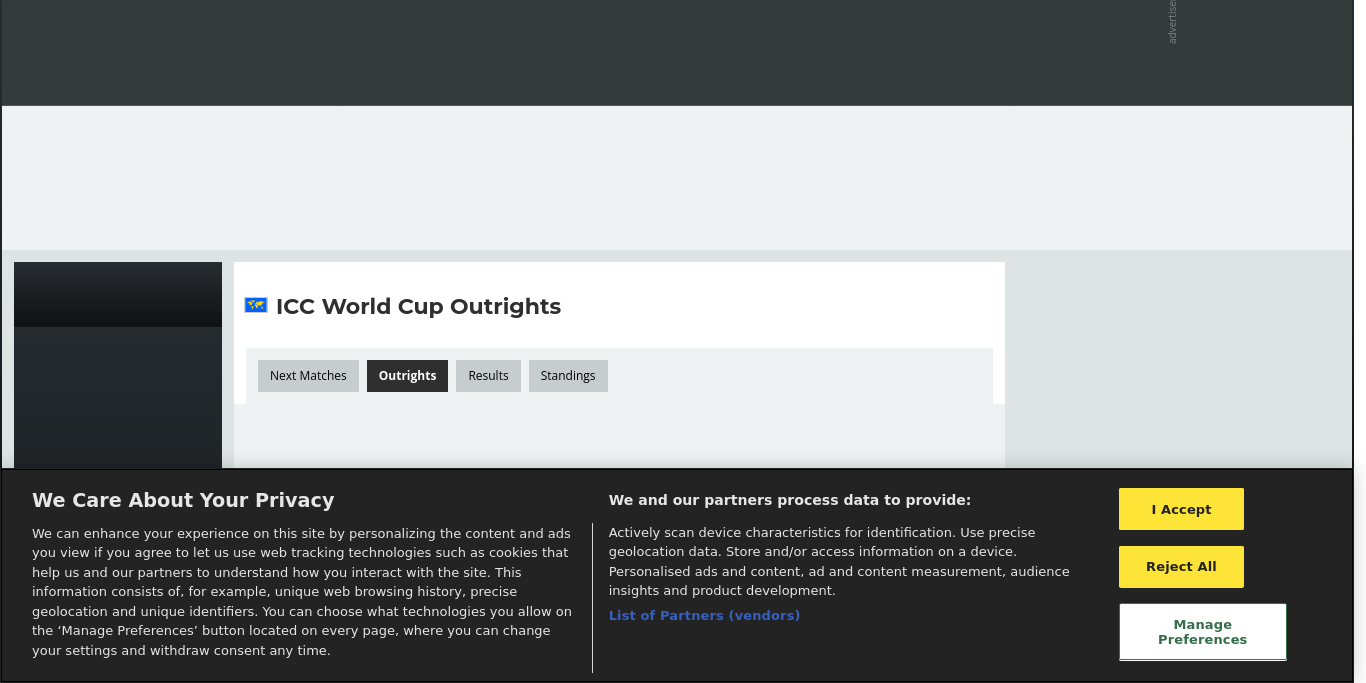 ICC World Cup Outrights
Next Matches
Outrights
Results
Standings
We Care About Your Privacy
We can enhance your experience on this site by personalizing the content and ads
you view if you agree to let us use web tracking technologies such as cookies that
help us and our partners to understand how you interact with the site. This
information consists of, for example, unique web browsing history, precise
geolocation and unique identifiers. You can choose what technologies you allow on
the ‘Manage Preferences’ button located on every page, where you can change
your settings and withdraw consent any time.
We and our partners process data to provide:
Actively scan device characteristics for identification. Use precise
geolocation data. Store and/or access information on a device.
Personalised ads and content, ad and content measurement, audience
insights and product development.
List of Partners (vendors)
I Accept
Reject All
Manage
Preferences